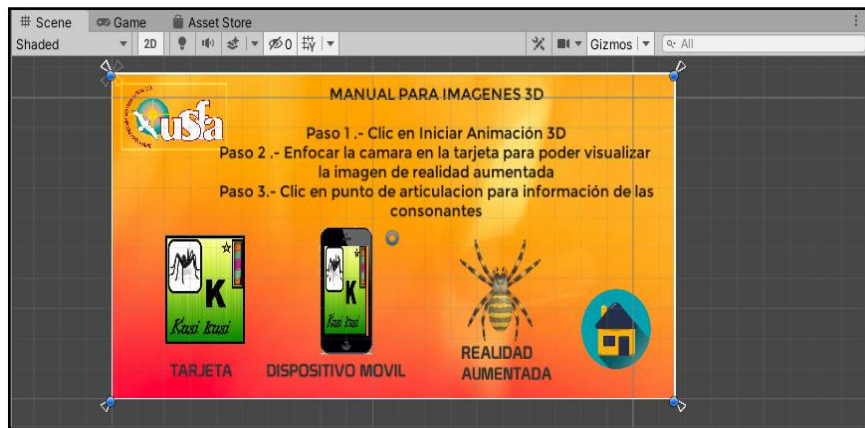 # Scene Game Asset Store
Shaded 2D 0 Gizmos All
usfa
MANUAL PARA IMAGENES 3D
Paso 1 .- Clic en Iniciar Animación 3D
Paso 2 .- Enfocar la camara en la tarjeta para poder visualizar
la imagen de realidad aumentada
Paso 3.- Clic en punto de articulacion para información de las
consonantes
K
Kusi kusi
K
Kusi kusi
TARJETA
DISPOSITIVO MOVIL
REALIDAD
AUMENTADA